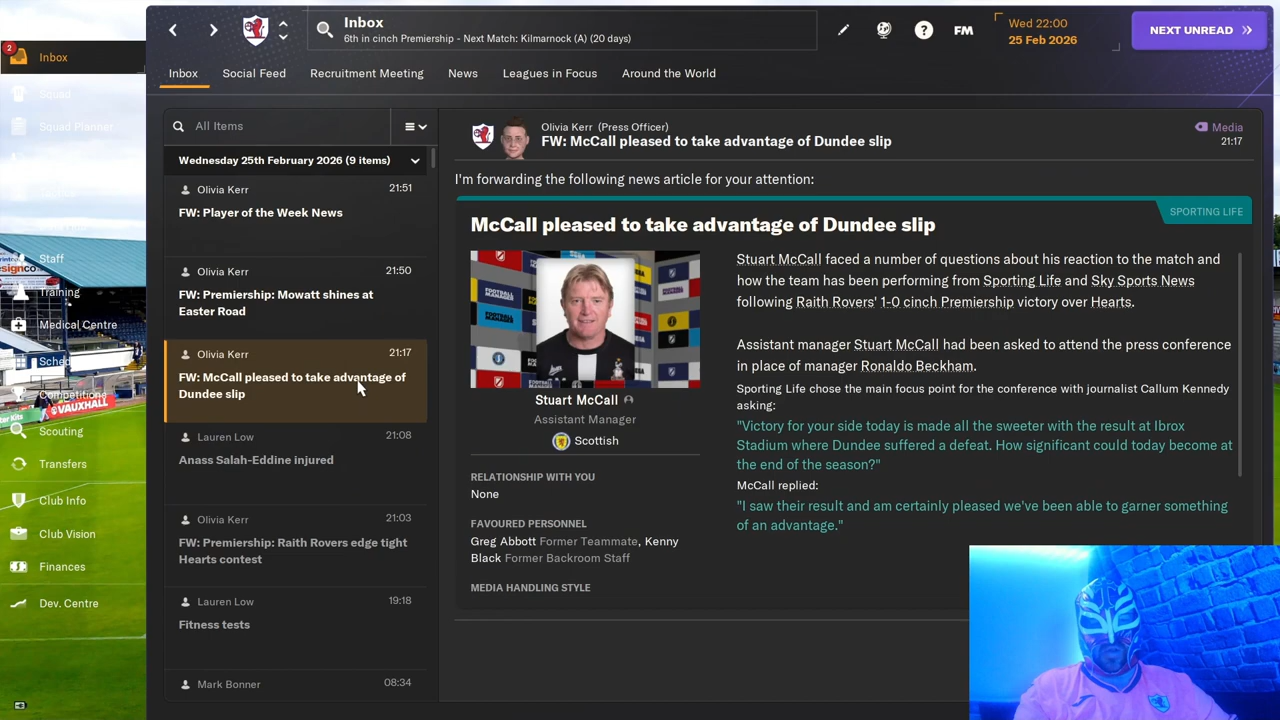 Inbox
6th in cinch Premiership - Next Match: Kilmarnock (A) (20 days)
FM
Wed 22:00
25 Feb 2026
NEXT UNREAD
2
Inbox
Squad
Squad Planner
Staff
Training
Medical Centre
Sched
Competitions
VAUXHALL
Scouting
Transfers
Club Info
Club Vision
Finances
Dev. Centre
Inbox
Social Feed
Recruitment Meeting
News
Leagues in Focus
Around the World
All Items
Wednesday 25th February 2026 (9 items)
Olivia Kerr 21:51
FW: Player of the Week News
Olivia Kerr 21:50
FW: Premiership: Mowatt shines at
Easter Road
Olivia Kerr 21:17
FW: McCall pleased to take advantage of
Dundee slip
Lauren Low 21:08
Anass Salah-Eddine injured
Olivia Kerr 21:03
FW: Premiership: Raith Rovers edge tight
Hearts contest
Lauren Low 19:18
Fitness tests
Mark Bonner 08:34
Olivia Kerr (Press Officer)
FW: McCall pleased to take advantage of Dundee slip
Media
21:17
I'm forwarding the following news article for your attention:
SPORTING LIFE
McCall pleased to take advantage of Dundee slip
Stuart McCall
Assistant Manager
Scottish
RELATIONSHIP WITH YOU
None
FAVOURED PERSONNEL
Greg Abbott Former Teammate, Kenny
Black Former Backroom Staff
MEDIA HANDLING STYLE
Stuart McCall faced a number of questions about his reaction to the match and
how the team has been performing from Sporting Life and Sky Sports News
following Raith Rovers' 1-0 cinch Premiership victory over Hearts.
Assistant manager Stuart McCall had been asked to attend the press conference
in place of manager Ronaldo Beckham.
Sporting Life chose the main focus point for the conference with journalist Callum Kennedy
asking:
"Victory for your side today is made all the sweeter with the result at Ibrox
Stadium where Dundee suffered a defeat. How significant could today become at
the end of the season?"
McCall replied:
"I saw their result and am certainly pleased we've been able to garner something
of an advantage."